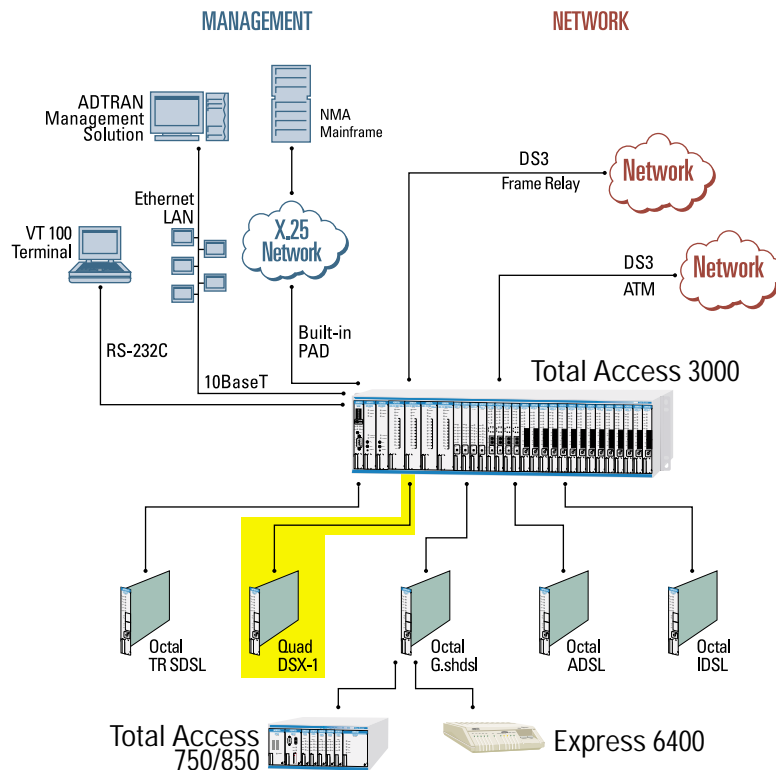 MANAGEMENT
NETWORK
ADTRAN
Management
Solution
NMA
Mainframe
DS3
Frame Relay
Network
Ethernet
LAN
VT 100
Terminal
X.25
Network
DS3
ATM
Network
RS-232C
Built-in
PAD
10BaseT
Total Access 3000
Octal
TR SDSL
Quad
DSX-1
Octal
G.shdsl
Octal
ADSL
Octal
IDSL
Total Access
750/850
Express 6400